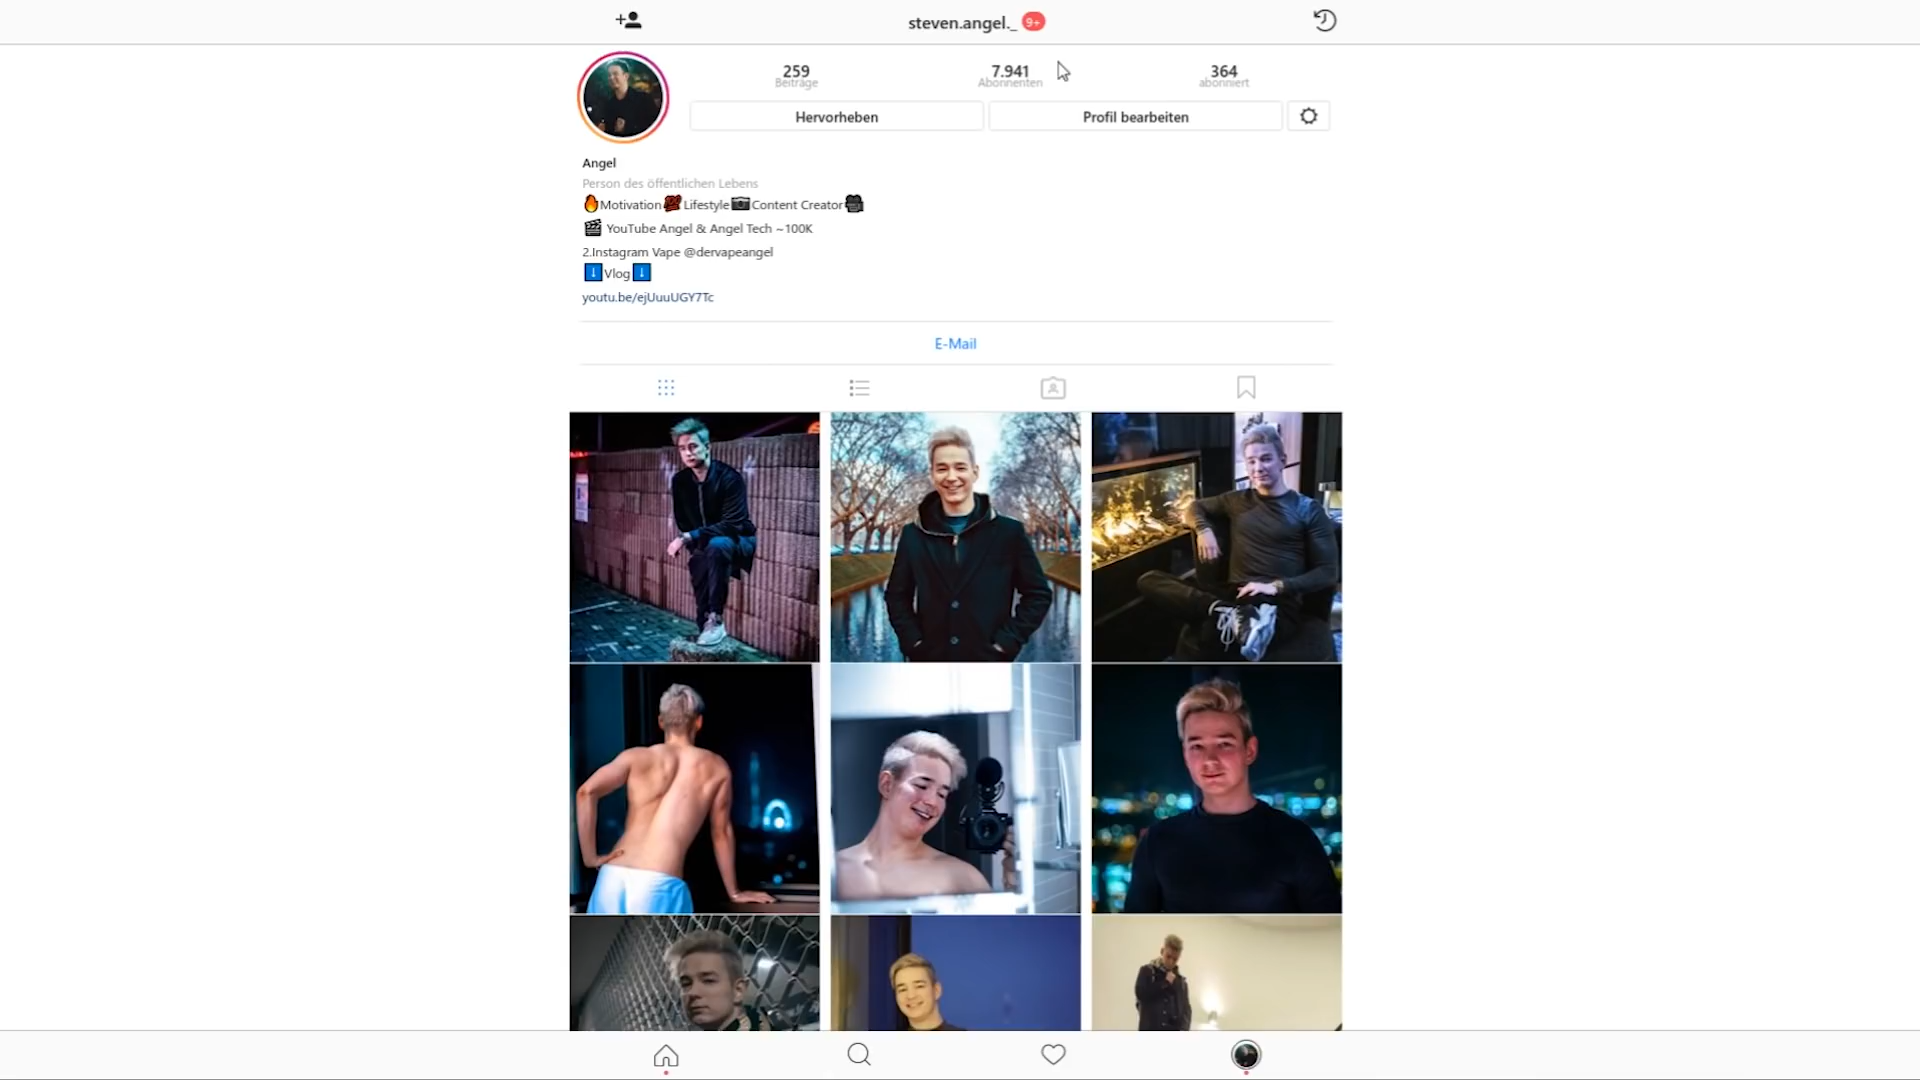 steven.angel._ 9+
259 7.941 364
Beiträge Abonnenten abonniert
Hervorheben Profil bearbeiten
Angel
Person des öffentlichen Lebens
🔥Motivation💯Lifestyle📷Content Creator🎥
🎬 YouTube Angel & Angel Tech ~100K
2.Instagram Vape @dervapeangel
⬇Vlog⬇
youtu.be/ejUuuUGY7Tc
E-Mail